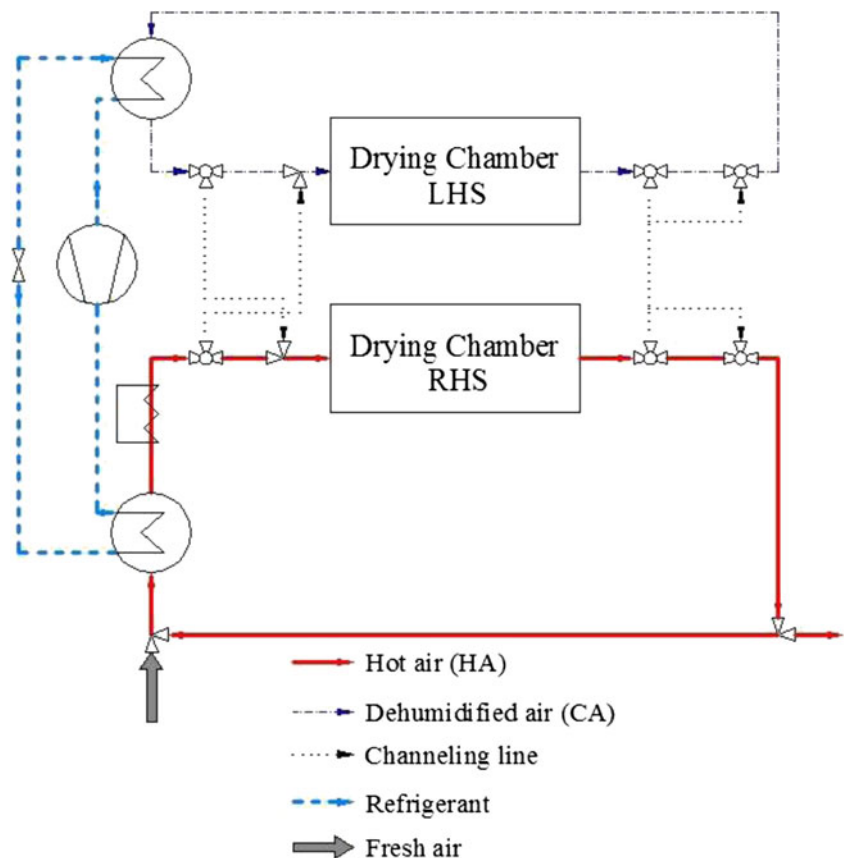 Drying Chamber
LHS
Drying Chamber
RHS
Hot air (HA)
Dehumidified air (CA)
Channeling line
Refrigerant
Fresh air